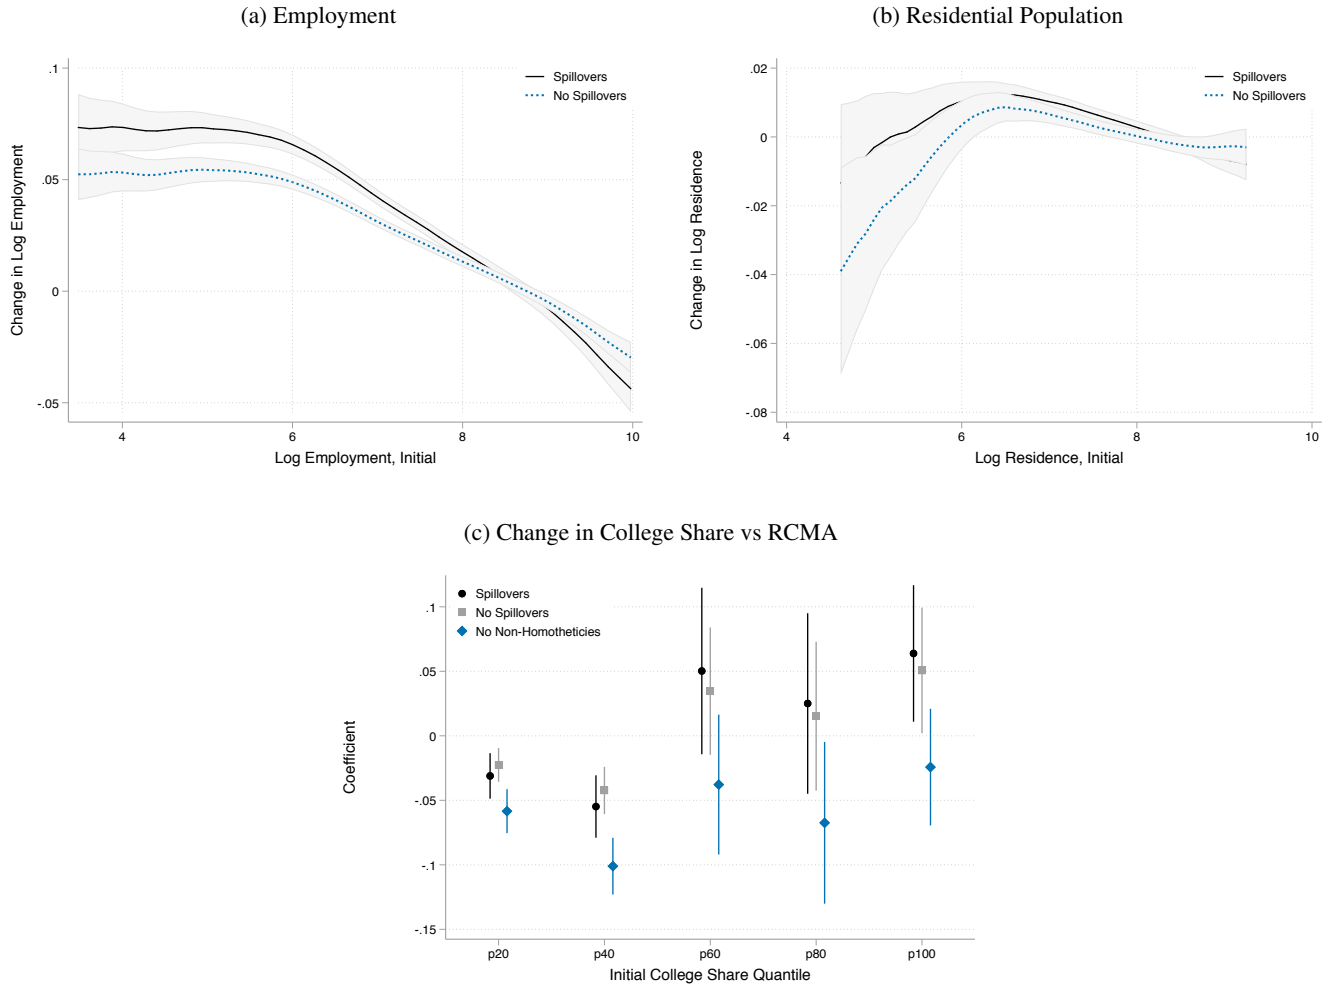 (a) Employment
.1
.05
0
-.05
4
6
8
10
Change in Log Employment
Log Employment, Initial
Spillovers
No Spillovers
(b) Residential Population
.02
0
-.02
-.04
-.06
-.08
4
6
8
10
Change in Log Residence
Log Residence, Initial
Spillovers
No Spillovers
(c) Change in College Share vs RCMA
.1
.05
0
-.05
-.1
-.15
p20
p40
p60
p80
p100
Coefficient
Initial College Share Quantile
Spillovers
No Spillovers
No Non-Homotheticies